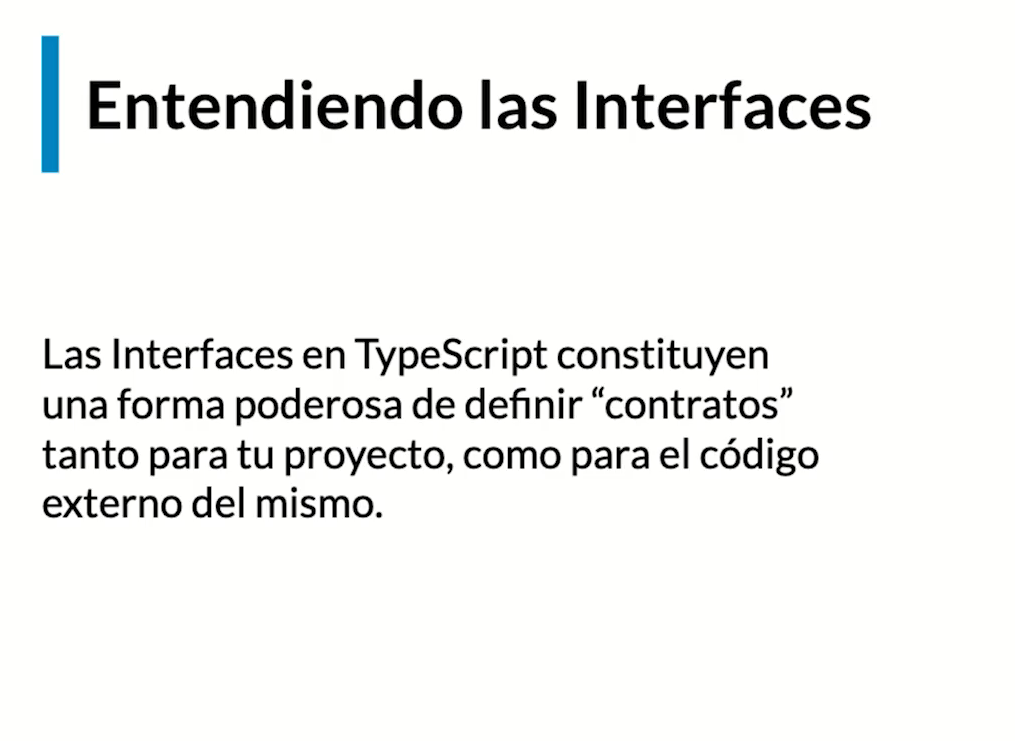 Entendiendo las Interfaces
Las Interfaces en TypeScript constituyen
una forma poderosa de definir “contratos”
tanto para tu proyecto, como para el código
externo del mismo.